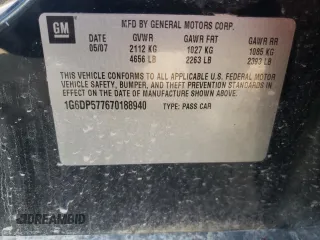 GM
MFD BY GENERAL MOTORS CORP.
DATE GVWR GAWR FRT GAWR RR
05/07 2112 KG 1027 KG 1085 KG
4656 LB 2263 LB 2393 LB
THIS VEHICLE CONFORMS TO ALL APPLICABLE U.S. FEDERAL MOTOR
VEHICLE SAFETY, BUMPER, AND THEFT PREVENTION STANDARDS
IN EFFECT ON THE DATE OF MANUFACTURE SHOWN ABOVE.
1G6DP577670188940 TYPE: PASS CAR
DREAMBID